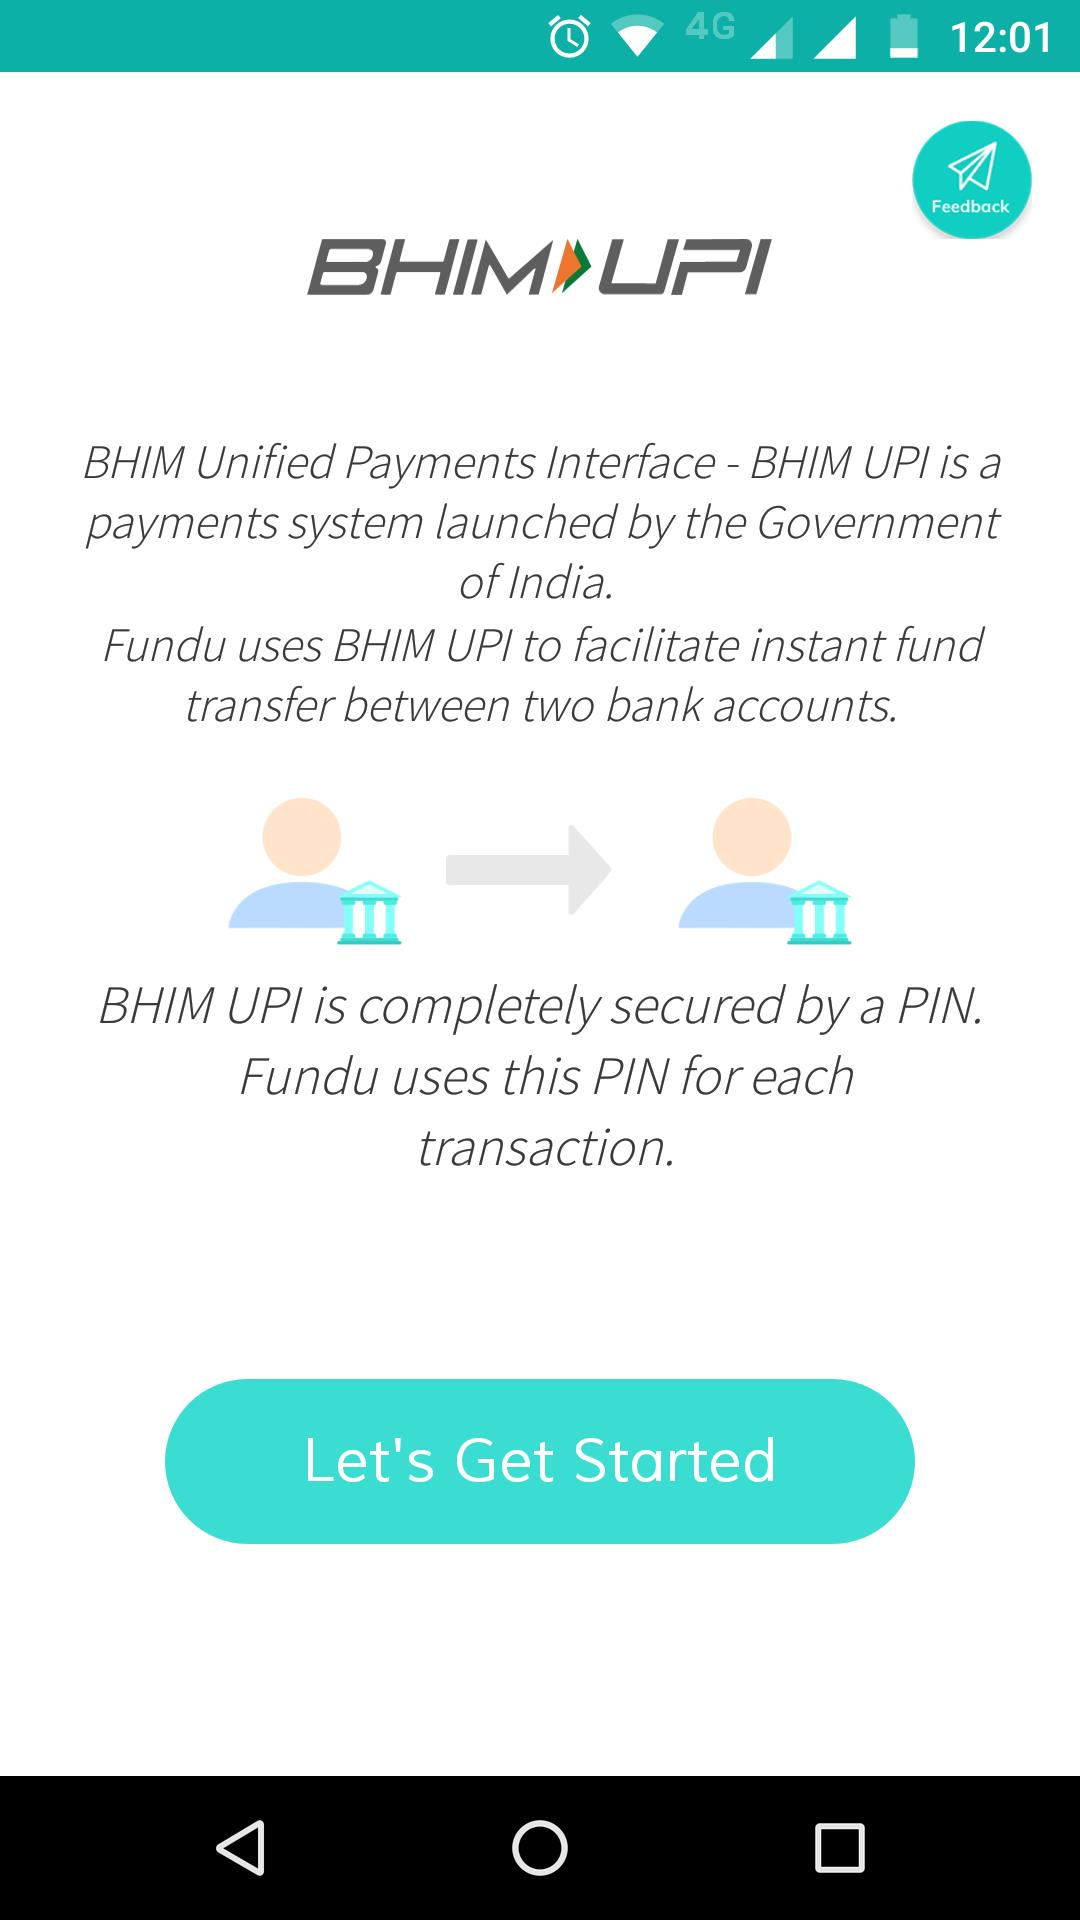 4G 12:01
Feedback
BHIM UPI
BHIM Unified Payments Interface - BHIM UPI is a
payments system launched by the Government
of India.
Fundu uses BHIM UPI to facilitate instant fund
transfer between two bank accounts.
BHIM UPI is completely secured by a PIN.
Fundu uses this PIN for each
transaction.
Let's Get Started